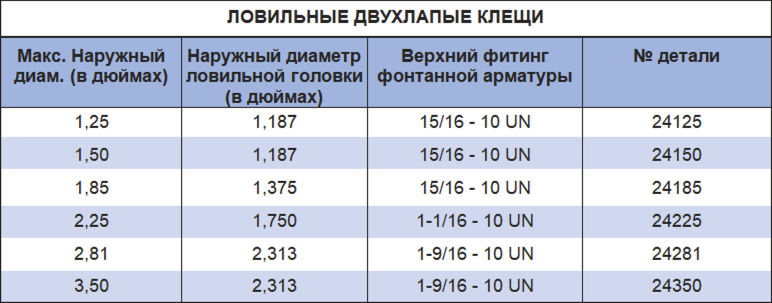 ЛОВИЛЬНЫЕ ДВУХЛАПЫЕ КЛЕЩИ
Макс. Наружный диам. (в дюймах) Наружный диаметр ловильной головки (в дюймах) Верхний фитинг фонтанной арматуры № детали
1,25 1,187 15/16 - 10 UN 24125
1,50 1,187 15/16 - 10 UN 24150
1,85 1,375 15/16 - 10 UN 24185
2,25 1,750 1-1/16 - 10 UN 24225
2,81 2,313 1-9/16 - 10 UN 24281
3,50 2,313 1-9/16 - 10 UN 24350